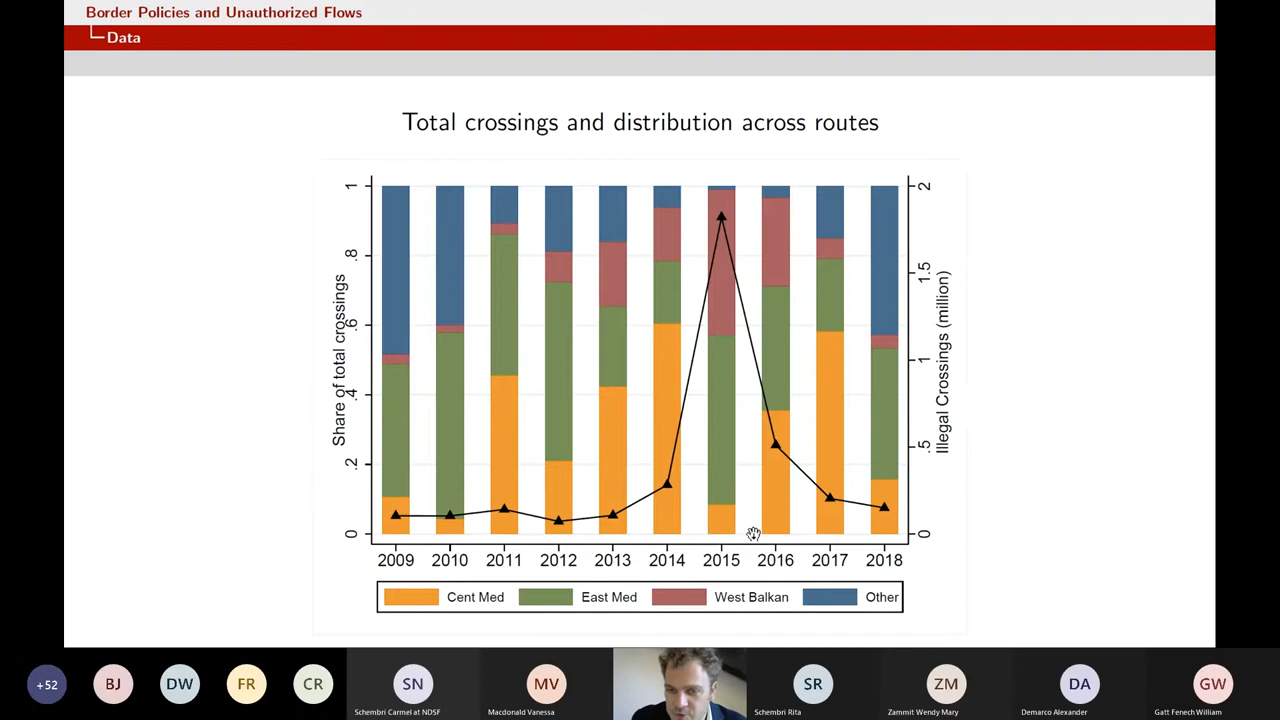 Border Policies and Unauthorized Flows
Data
Total crossings and distribution across routes
Share of total crossings
1
.8
.6
.4
.2
0
2
1.5
1
.5
0
Illegal Crossings (million)
2009 2010 2011 2012 2013 2014 2015 2016 2017 2018
Cent Med East Med West Balkan Other
+52 BJ DW FR CR SN MV SR ZM DA GW
Schembri Carmel at NDSF Macdonald Vanessa Schembri Rita Zammit Wendy Mary Demarco Alexander Gatt Fenech William